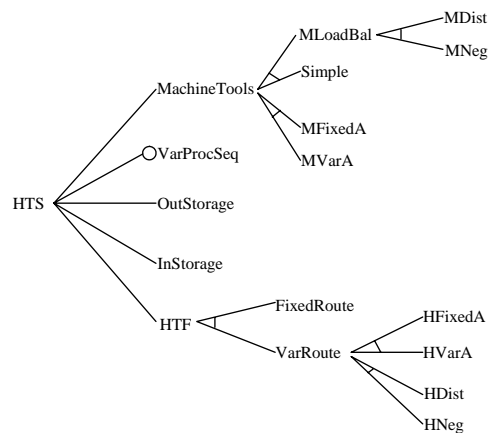 MDist
MLoadBal
MNeg
Simple
MachineTools
MFixedA
VarProcSeq
MVarA
HTS
OutStorage
InStorage
FixedRoute
HFixedA
HTF
VarRoute
HVarA
HDist
HNeg